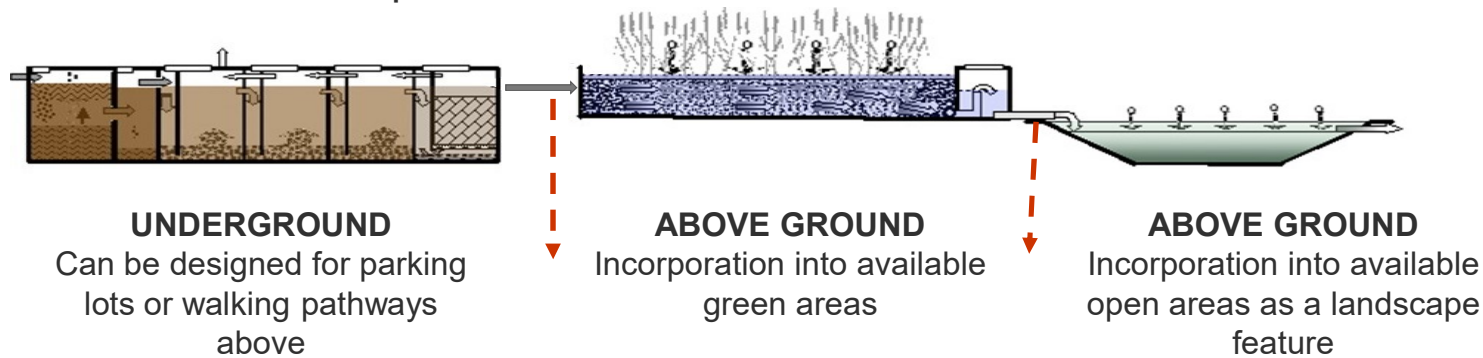 UNDERGROUND
Can be designed for parking
lots or walking pathways
above
ABOVE GROUND
Incorporation into available
green areas
ABOVE GROUND
Incorporation into available
open areas as a landscape
feature